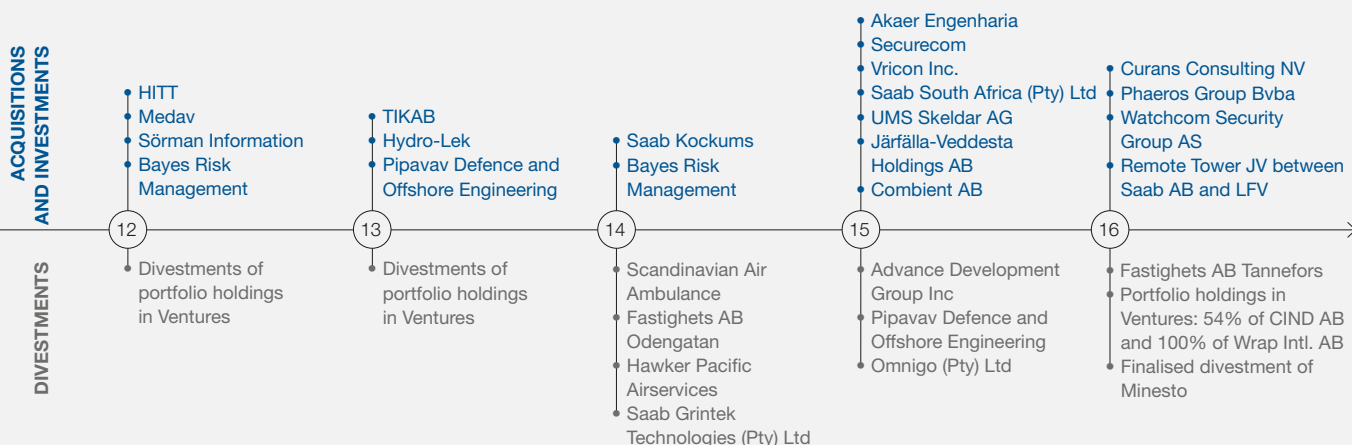 ACQUISITIONS
AND INVESTMENTS
HITT
Medav
Sörman Information
Bayes Risk
Management
TIKAB
Hydro-Lek
Pipavav Defence and
Offshore Engineering
Saab Kockums
Bayes Risk
Management
Akaer Engenharia
Securecom
Vricon Inc.
Saab South Africa (Pty) Ltd
UMS Skeldar AG
Järfälla-Veddesta
Holdings AB
Combient AB
Curans Consulting NV
Phaeros Group Bvba
Watchcom Security
Group AS
Remote Tower JV between
Saab AB and LFV
12
13
14
15
16
DIVESTMENTS
Divestments of
portfolio holdings
in Ventures
Divestments of
portfolio holdings
in Ventures
Scandinavian Air
Ambulance
Fastighets AB
Odengatan
Hawker Pacific
Airservices
Saab Grintek
Technologies (Pty) Ltd
Advance Development
Group Inc
Pipavav Defence and
Offshore Engineering
Omnigo (Pty) Ltd
Fastighets AB Tannefors
Portfolio holdings in
Ventures: 54% of CIND AB
and 100% of Wrap Intl. AB
Finalised divestment of
Minesto